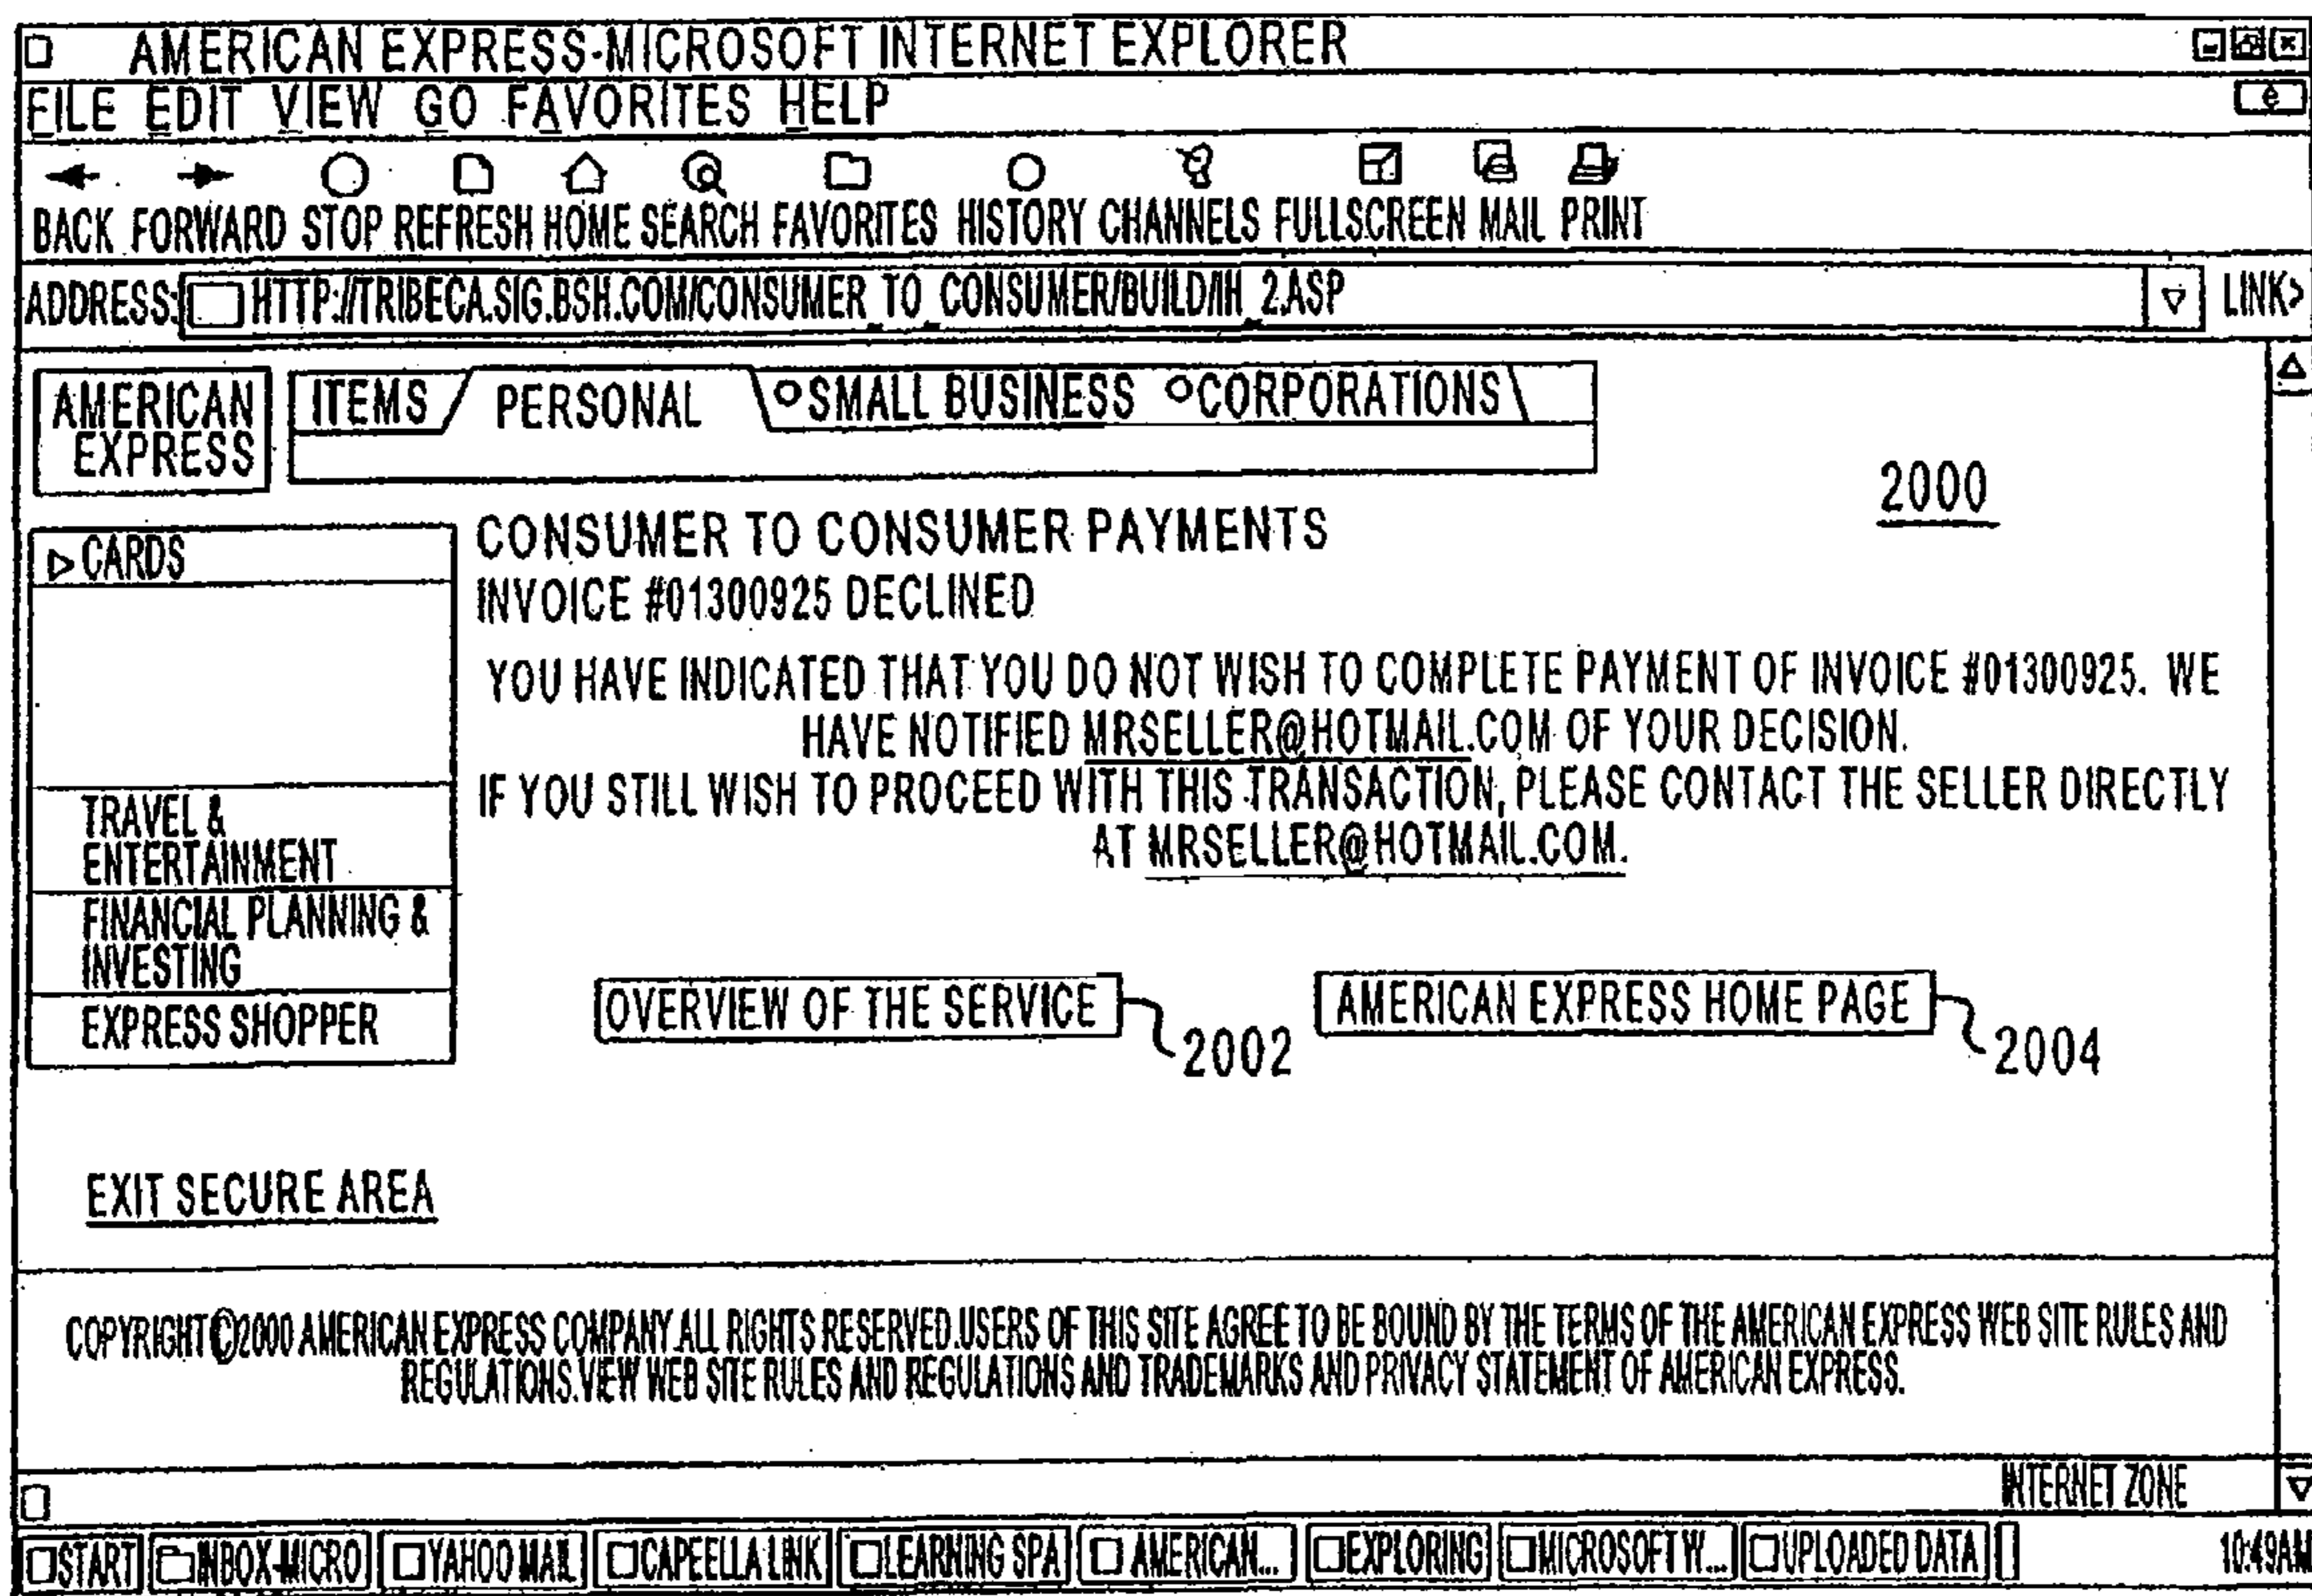 AMERICAN EXPRESS-MICROSOFT INTERNET EXPLORER
FILE EDIT VIEW GO FAVORITES HELP
BACK FORWARD STOP REFRESH HOME SEARCH FAVORITES HISTORY CHANNELS FULLSCREEN MAIL PRINT
ADDRESS: HTTP://TRIBECA.SIG.BSH.COM/CONSUMER_TO_CONSUMER/BUILD/IH_2.ASP LINK>
AMERICAN
EXPRESS
ITEMS PERSONAL SMALL BUSINESS CORPORATIONS
2000
CARDS
TRAVEL &
ENTERTAINMENT
FINANCIAL PLANNING &
INVESTING
EXPRESS SHOPPER
CONSUMER TO CONSUMER PAYMENTS
INVOICE #01300925 DECLINED
YOU HAVE INDICATED THAT YOU DO NOT WISH TO COMPLETE PAYMENT OF INVOICE #01300925. WE
HAVE NOTIFIED MRSELLER@HOTMAIL.COM OF YOUR DECISION.
IF YOU STILL WISH TO PROCEED WITH THIS TRANSACTION, PLEASE CONTACT THE SELLER DIRECTLY
AT MRSELLER@HOTMAIL.COM.
OVERVIEW OF THE SERVICE 2002 AMERICAN EXPRESS HOME PAGE 2004
EXIT SECURE AREA
COPYRIGHT©2000 AMERICAN EXPRESS COMPANY.ALL RIGHTS RESERVED.USERS OF THIS SITE AGREE TO BE BOUND BY THE TERMS OF THE AMERICAN EXPRESS WEB SITE RULES AND
REGULATIONS.VIEW WEB SITE RULES AND REGULATIONS AND TRADEMARKS AND PRIVACY STATEMENT OF AMERICAN EXPRESS.
INTERNET ZONE
START INBOX-MICRO YAHOO MAIL CAPEELLA LINK LEARNING SPA AMERICAN... EXPLORING MICROSOFT W... UPLOADED DATA 10:49AM